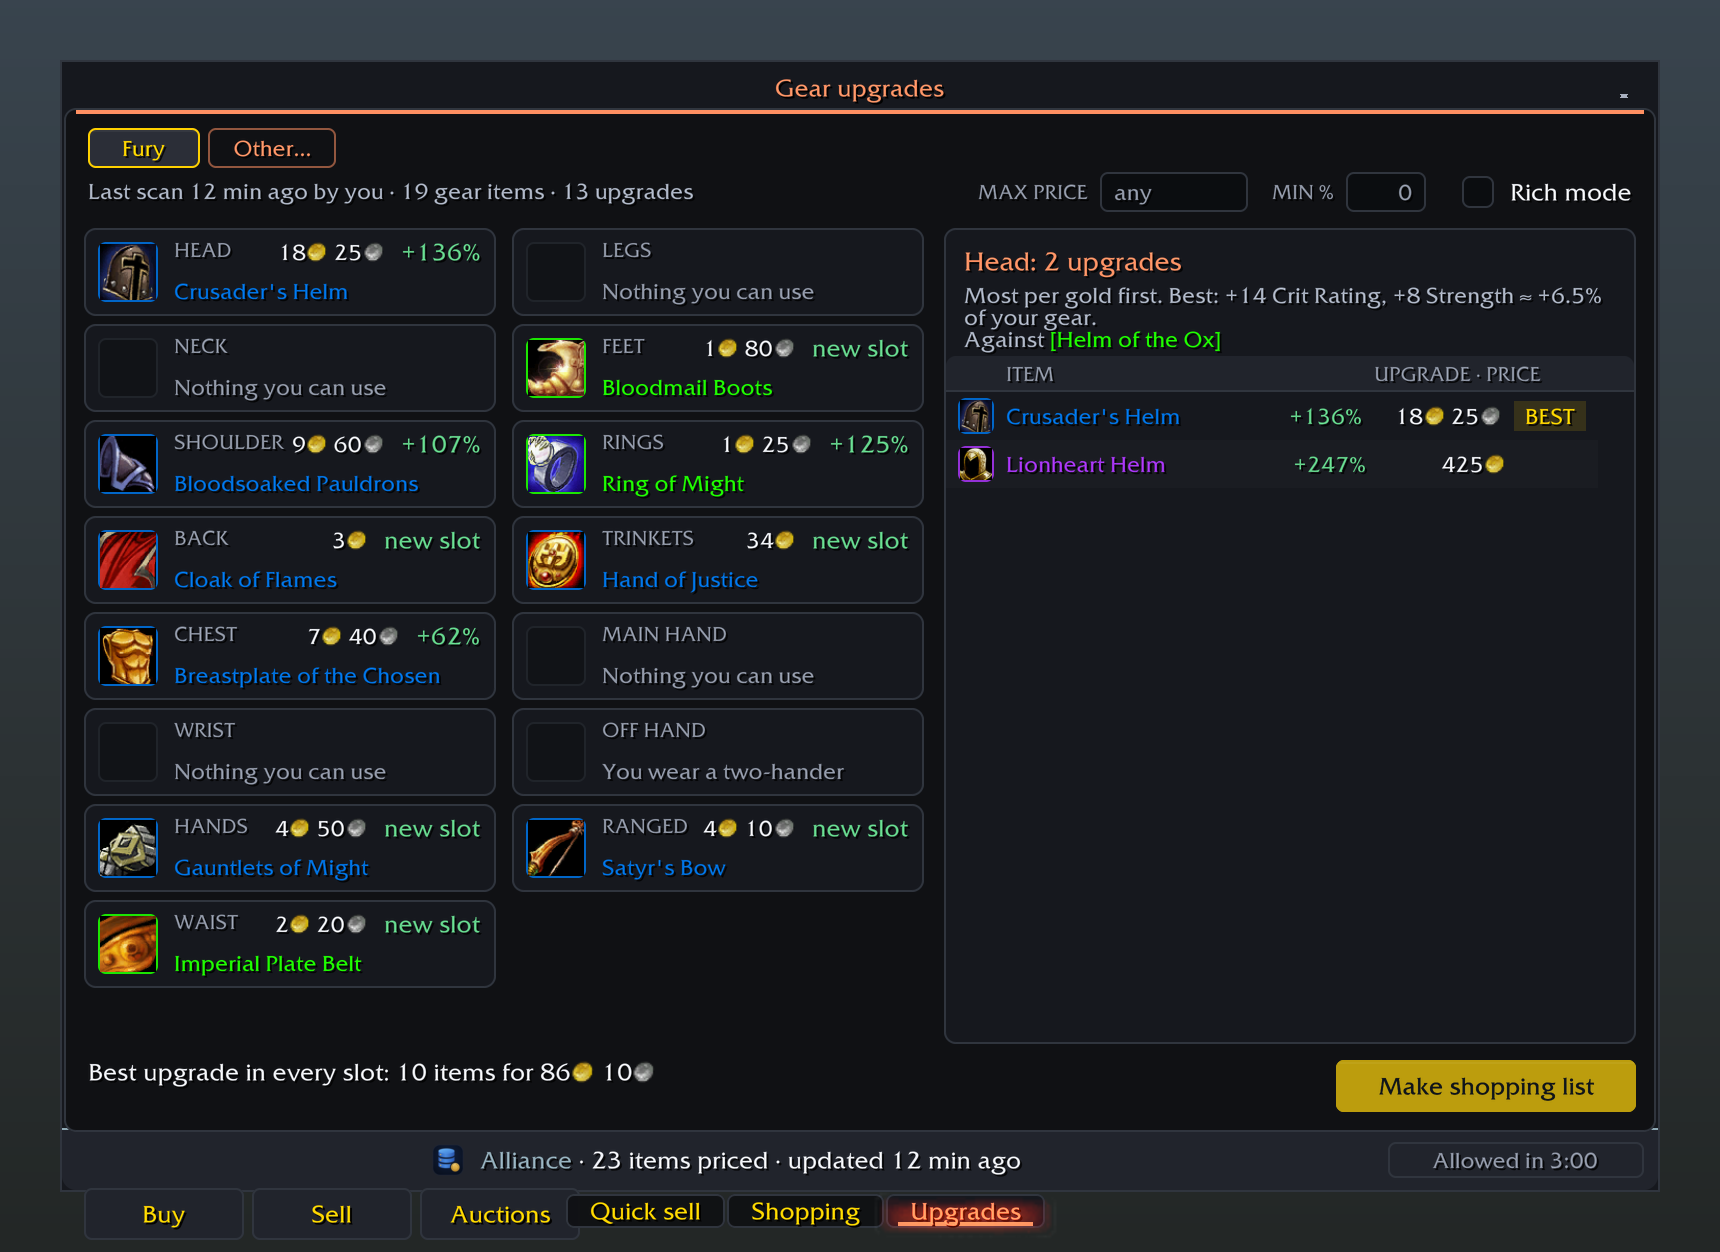 Gear upgrades
Fury
Other...
Last scan 12 min ago by you · 19 gear items · 13 upgrades
MAX PRICE
any
MIN %
0
Rich mode
HEAD 18 25 +136%
Crusader's Helm
NECK
Nothing you can use
SHOULDER 9 60 +107%
Bloodsoaked Pauldrons
BACK 3 new slot
Cloak of Flames
CHEST 7 40 +62%
Breastplate of the Chosen
WRIST
Nothing you can use
HANDS 4 50 new slot
Gauntlets of Might
WAIST 2 20 new slot
Imperial Plate Belt
LEGS
Nothing you can use
FEET 1 80 new slot
Bloodmail Boots
RINGS 1 25 +125%
Ring of Might
TRINKETS 34 new slot
Hand of Justice
MAIN HAND
Nothing you can use
OFF HAND
You wear a two-hander
RANGED 4 10 new slot
Satyr's Bow
Head: 2 upgrades
Most per gold first. Best: +14 Crit Rating, +8 Strength ≈ +6.5%
of your gear.
Against [Helm of the Ox]
ITEM UPGRADE · PRICE
Crusader's Helm +136% 18 25 BEST
Lionheart Helm +247% 425
Best upgrade in every slot: 10 items for 86 10
Make shopping list
Alliance · 23 items priced · updated 12 min ago
Allowed in 3:00
Buy
Sell
Auctions
Quick sell
Shopping
Upgrades